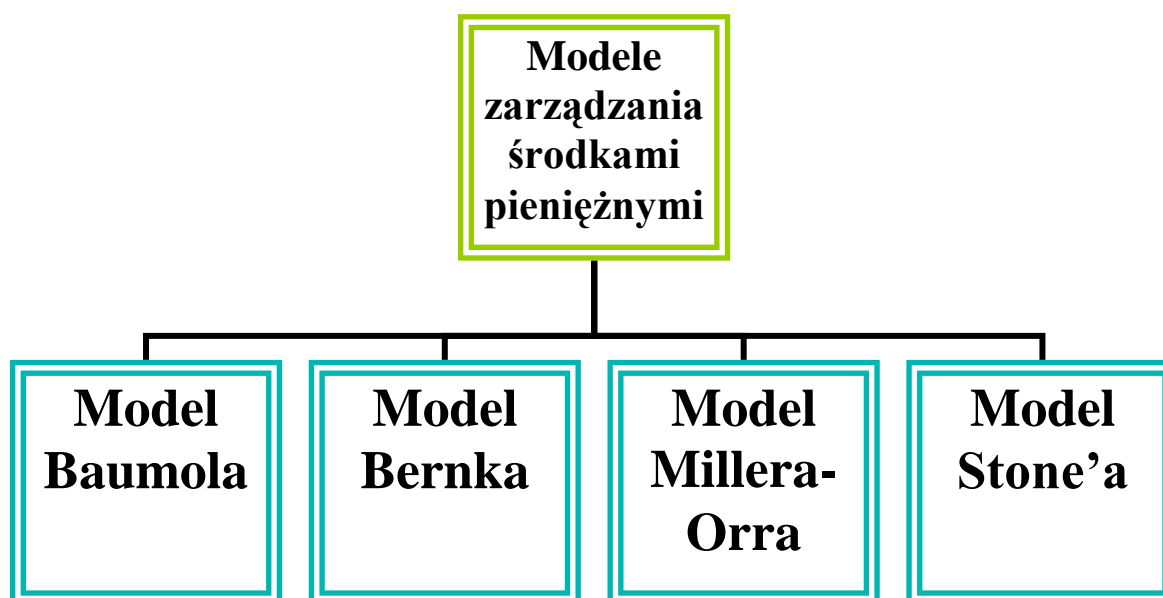 Modele
zarządzania
środkami
pieniężnymi
Model
Baumola
Model
Bernka
Model
Millera-
Orra
Model
Stone’a